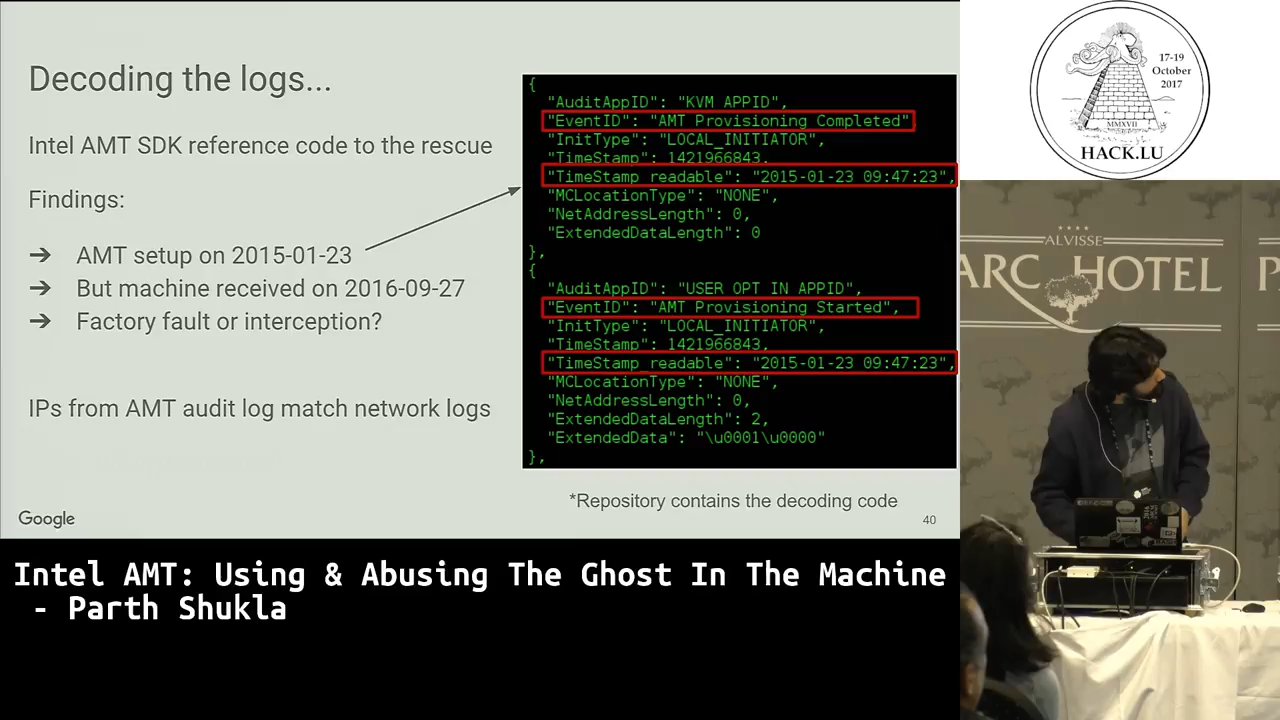 Decoding the logs...
Intel AMT SDK reference code to the rescue
Findings:
➔ AMT setup on 2015-01-23
➔ But machine received on 2016-09-27
➔ Factory fault or interception?
IPs from AMT audit log match network logs
{
"AuditAppID": "KVM APPID",
"EventID": "AMT Provisioning Completed"
"InitType": "LOCAL_INITIATOR",
"TimeStamp": 1421966843,
"TimeStamp_readable": "2015-01-23 09:47:23",
"MCLocationType": "NONE",
"NetAddressLength": 0,
"ExtendedDataLength": 0
},
{
"AuditAppID": "USER OPT IN APPID",
"EventID": "AMT Provisioning Started",
"InitType": "LOCAL_INITIATOR",
"TimeStamp": 1421966843,
"TimeStamp_readable": "2015-01-23 09:47:23",
"MCLocationType": "NONE",
"NetAddressLength": 0,
"ExtendedDataLength": 2,
"ExtendedData": "\u0001\u0000"
},
*Repository contains the decoding code
Google
40
17-19
October
2017
MMXVII
HACK.LU
ALVISSE
ARC HOTEL
P
Intel AMT: Using & Abusing The Ghost In The Machine
- Parth Shukla